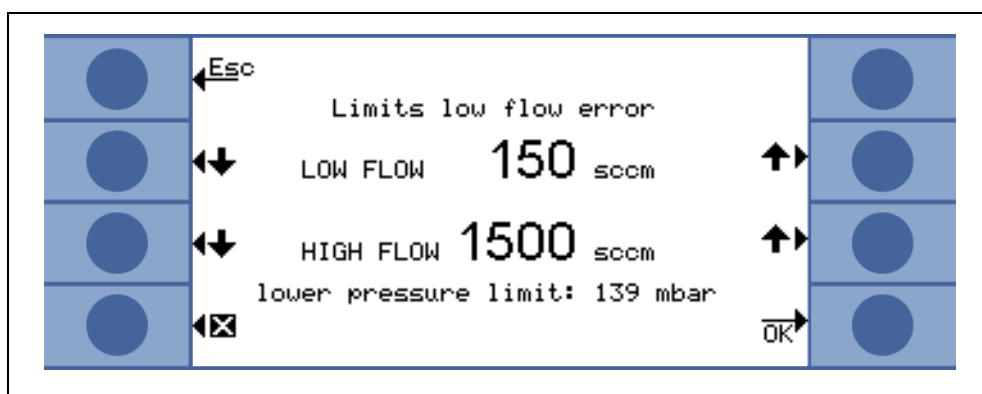 Esc
Limits low flow error
LOW FLOW 150 sccm
HIGH FLOW 1500 sccm
lower pressure limit: 139 mbar
OK